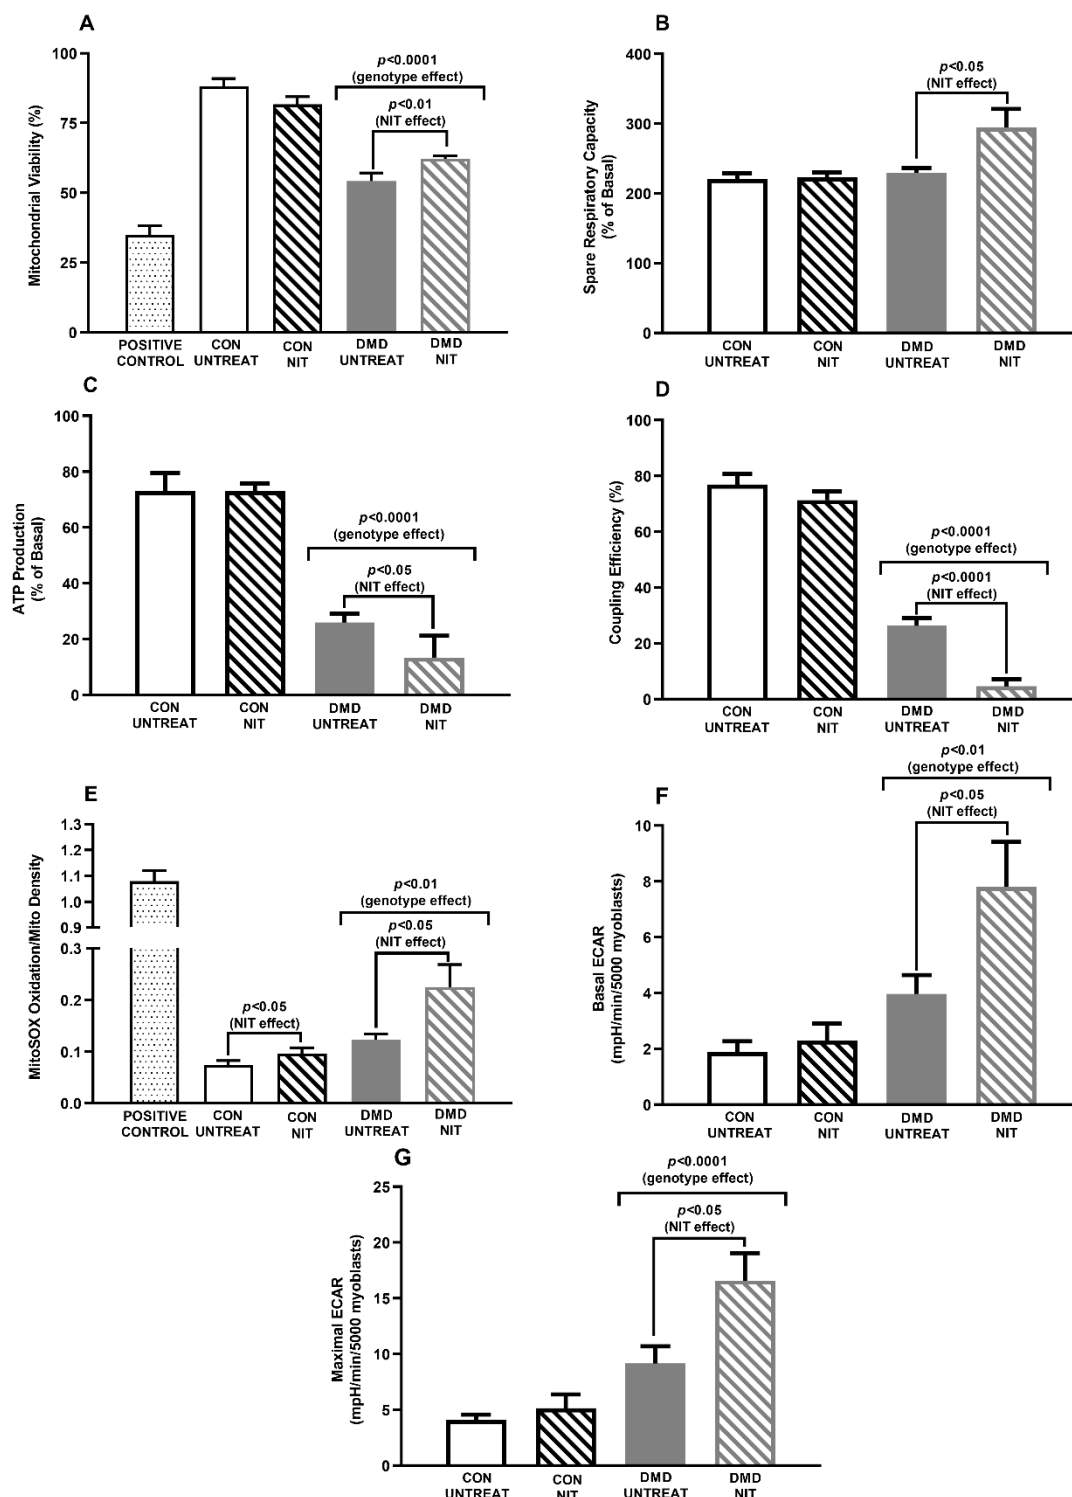 A
Mitochondrial Viability (%)
100
75
50
25
0
p<0.0001
(genotype effect)
p<0.01
(NIT effect)
POSITIVE CONTROL
CON UNTREAT
CON NIT
DMD UNTREAT
DMD NIT
B
Spare Respiratory Capacity
(% of Basal)
400
300
200
100
0
p<0.05
(NIT effect)
CON UNTREAT
CON NIT
DMD UNTREAT
DMD NIT
C
ATP Production
(% of Basal)
100
80
60
40
20
0
p<0.0001
(genotype effect)
p<0.05
(NIT effect)
CON UNTREAT
CON NIT
DMD UNTREAT
DMD NIT
D
Coupling Efficiency (%)
100
80
60
40
20
0
p<0.0001
(genotype effect)
p<0.0001
(NIT effect)
CON UNTREAT
CON NIT
DMD UNTREAT
DMD NIT
E
MitoSOX Oxidation/Mito Density
1.3
1.2
1.1
1.0
0.9
0.3
0.2
0.1
0.0
p<0.01
(genotype effect)
p<0.05
(NIT effect)
p<0.05
(NIT effect)
POSITIVE CONTROL
CON UNTREAT
CON NIT
DMD UNTREAT
DMD NIT
F
Basal ECAR
(mpH/min/5000 myoblasts)
10
8
6
4
2
0
p<0.01
(genotype effect)
p<0.05
(NIT effect)
CON UNTREAT
CON NIT
DMD UNTREAT
DMD NIT
G
Maximal ECAR
(mpH/min/5000 myoblasts)
25
20
15
10
5
0
p<0.0001
(genotype effect)
p<0.05
(NIT effect)
CON UNTREAT
CON NIT
DMD UNTREAT
DMD NIT